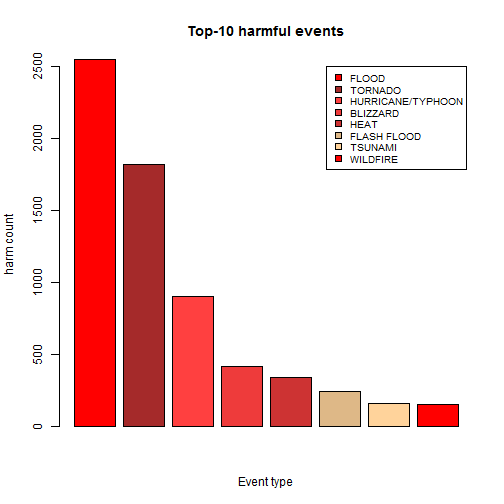 Top-10 harmful events
FLOOD
TORNADO
HURRICANE/TYPHOON
BLIZZARD
HEAT
FLASH FLOOD
TSUNAMI
WILDFIRE
harm count
2500
2000
1500
1000
500
0
Event type